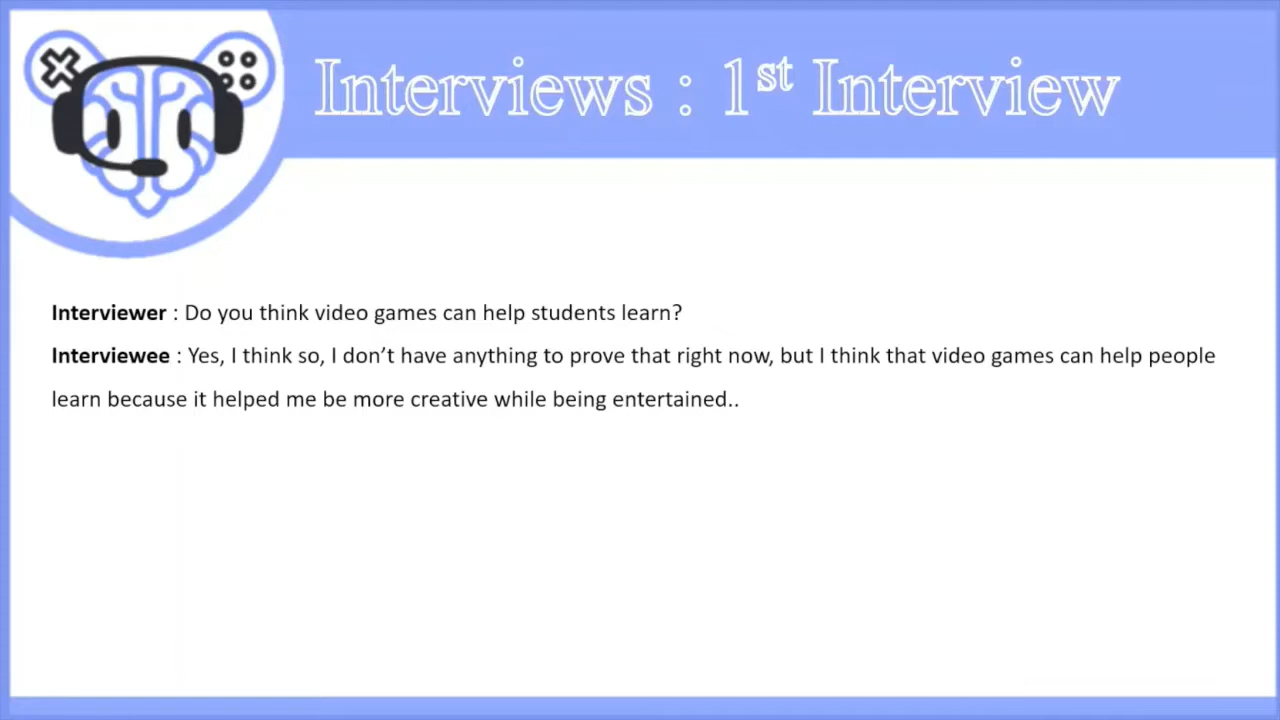 Interviews : 1st Interview
Interviewer : Do you think video games can help students learn?
Interviewee : Yes, I think so, I don’t have anything to prove that right now, but I think that video games can help people
learn because it helped me be more creative while being entertained..